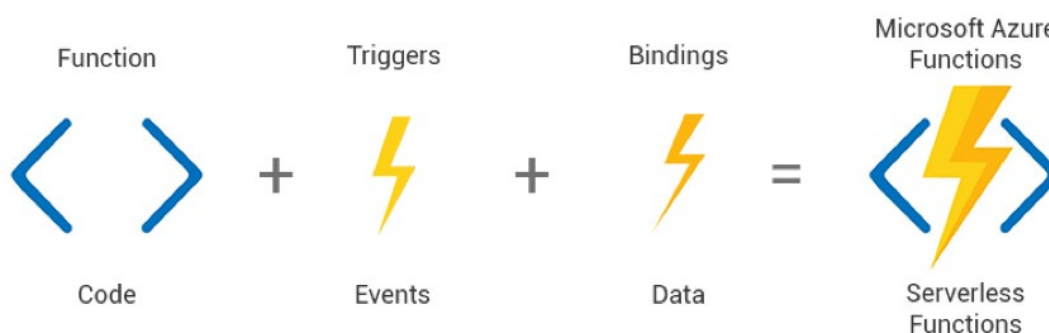 Function
Triggers
Bindings
Microsoft Azure
Functions
+
+
=
Code
Events
Data
Serverless
Functions